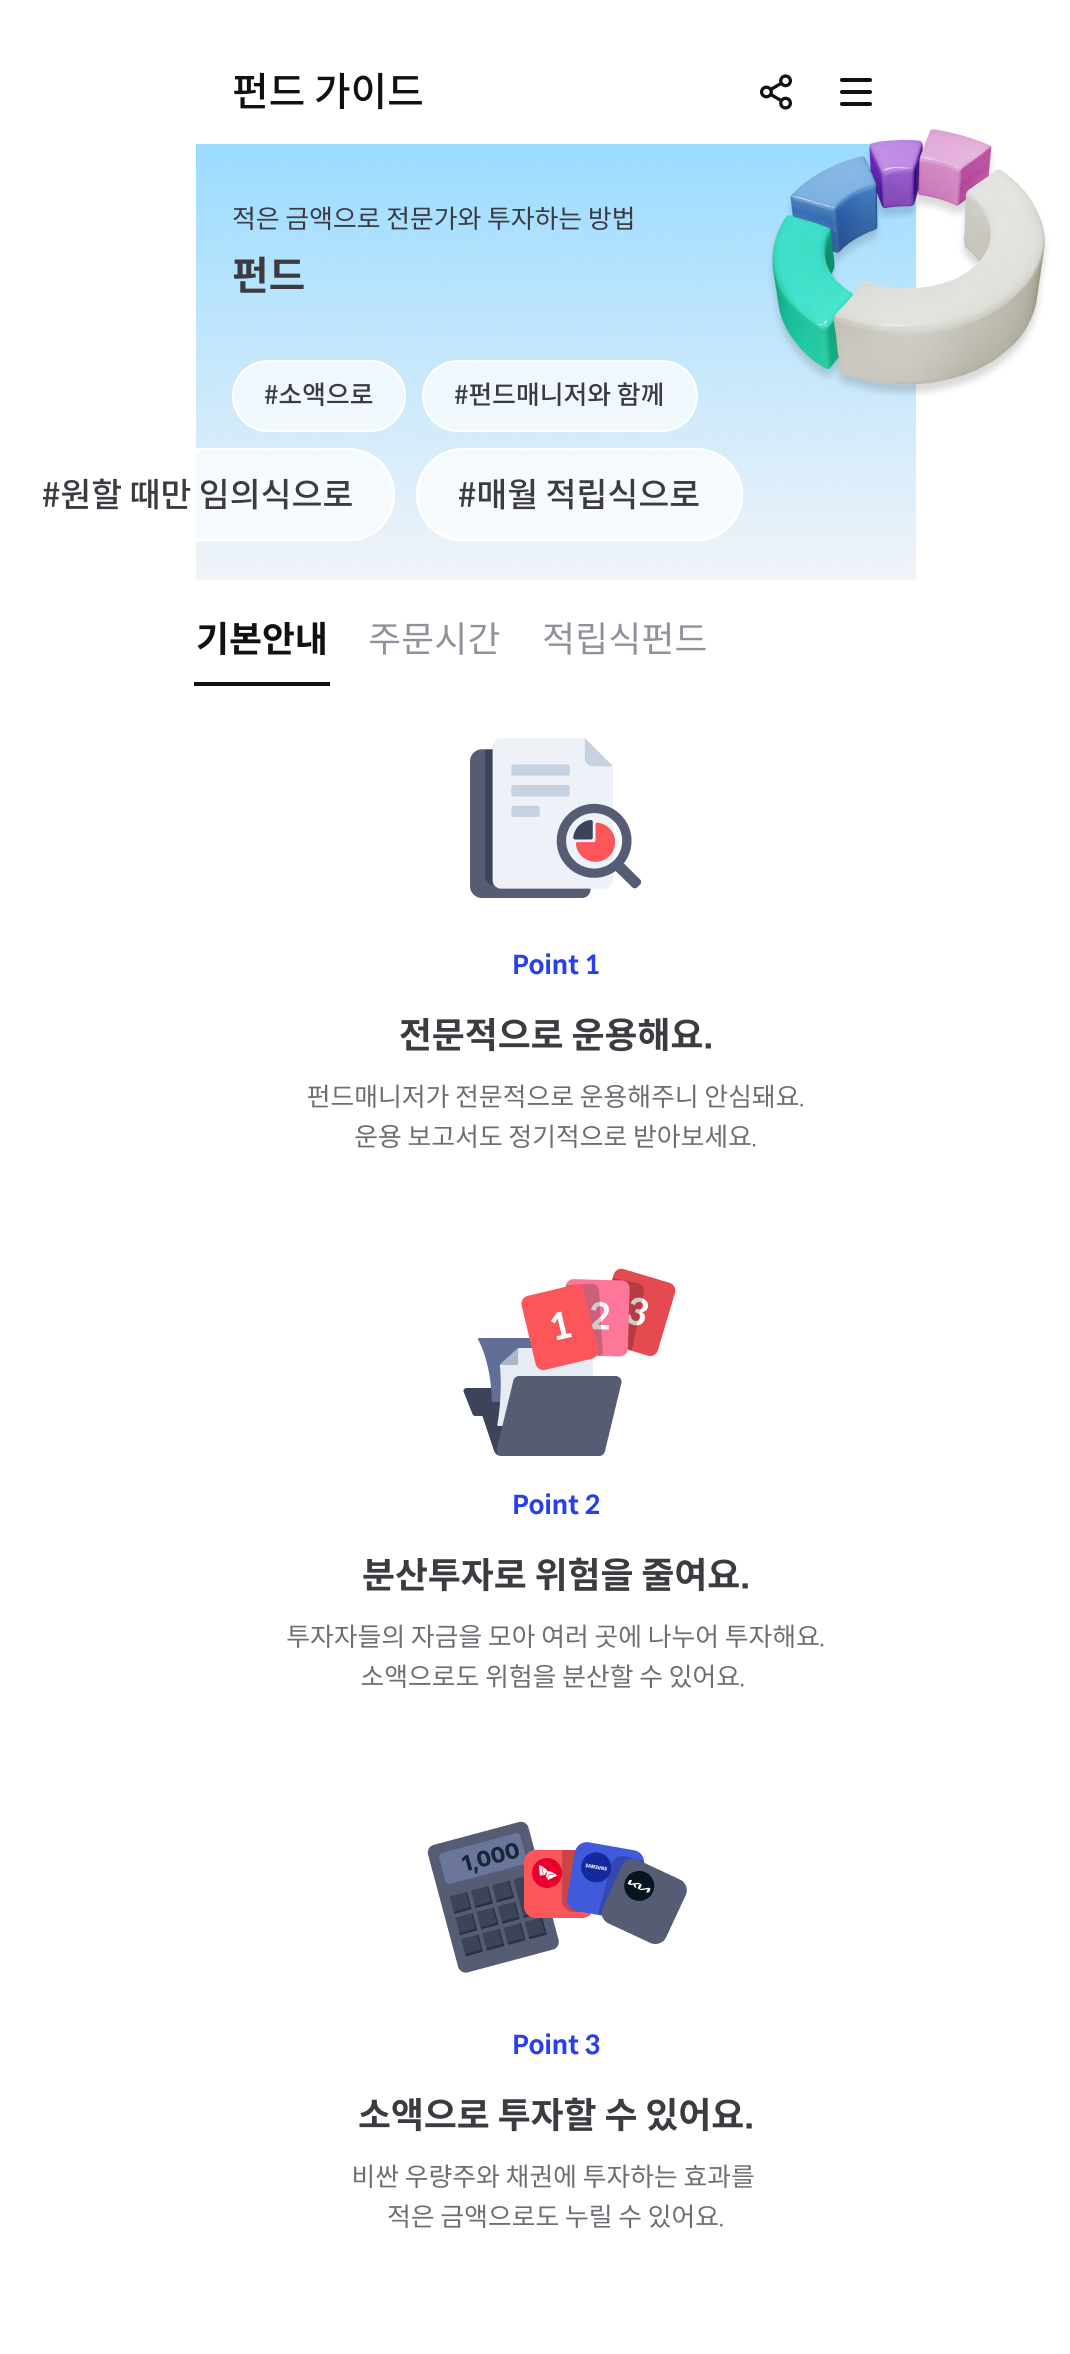 펀드 가이드
적은 금액으로 전문가와 투자하는 방법
펀드
#소액으로 #펀드매니저와 함께
#원할 때만 임의식으로 #매월 적립식으로
기본안내 주문시간 적립식펀드
Point 1
전문적으로 운용해요.
펀드매니저가 전문적으로 운용해주니 안심돼요.
운용 보고서도 정기적으로 받아보세요.
1 2 3
Point 2
분산투자로 위험을 줄여요.
투자자들의 자금을 모아 여러 곳에 나누어 투자해요.
소액으로도 위험을 분산할 수 있어요.
1,000
SAMSUNG
KIA
Point 3
소액으로 투자할 수 있어요.
비싼 우량주와 채권에 투자하는 효과를
적은 금액으로도 누릴 수 있어요.